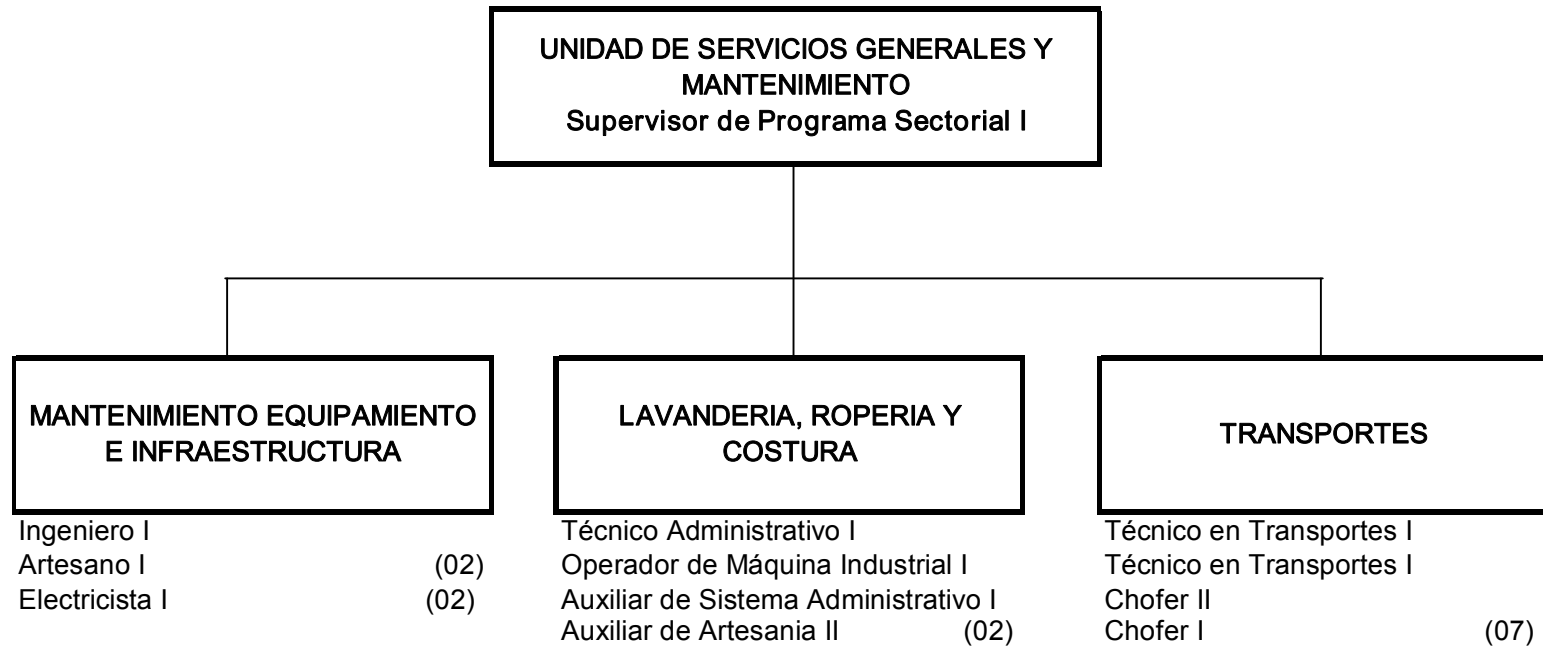 UNIDAD DE SERVICIOS GENERALES Y
MANTENIMIENTO
Supervisor de Programa Sectorial I
MANTENIMIENTO EQUIPAMIENTO
E INFRAESTRUCTURA
Ingeniero I
Artesano I (02)
Electricista I (02)
LAVANDERIA, ROPERIA Y
COSTURA
Técnico Administrativo I
Operador de Máquina Industrial I
Auxiliar de Sistema Administrativo I
Auxiliar de Artesania II (02)
TRANSPORTES
Técnico en Transportes I
Técnico en Transportes I
Chofer II
Chofer I (07)